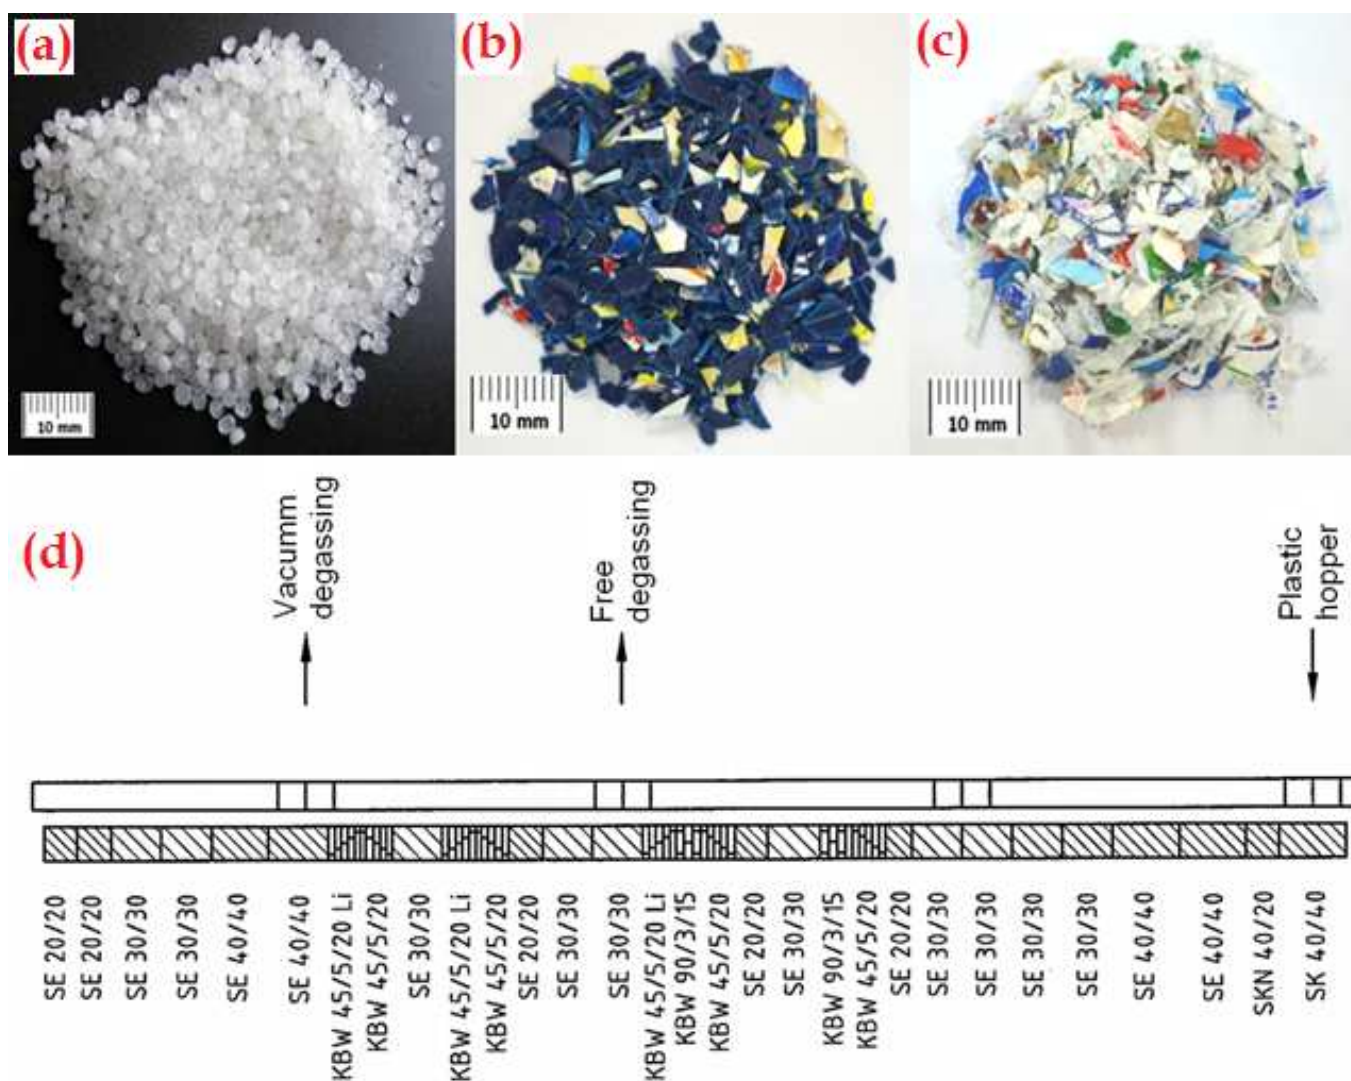 (a)
(b)
(c)
10 mm
10 mm
10 mm
(d)
Vacumm
degassing
Free
degassing
Plastic
hopper
SE 20/20
SE 20/20
SE 30/30
SE 30/30
SE 40/40
SE 40/40
KBW 45/5/20 Li
KBW 45/5/20
SE 30/30
KBW 45/5/20 Li
KBW 45/5/20
SE 20/20
SE 30/30
SE 30/30
KBW 45/5/20 Li
KBW 90/3/15
KBW 45/5/20
SE 20/20
SE 30/30
KBW 90/3/15
KBW 45/5/20
SE 20/20
SE 30/30
SE 30/30
SE 30/30
SE 30/30
SE 40/40
SE 40/40
SKN 40/20
SK 40/40